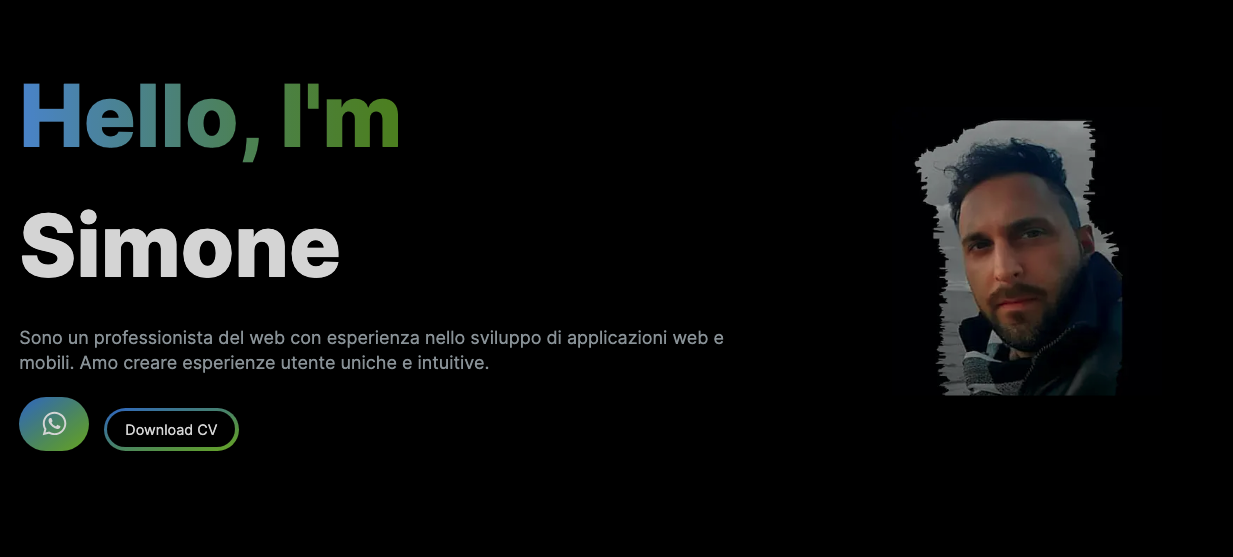 Hello, I'm
Simone
Sono un professionista del web con esperienza nello sviluppo di applicazioni web e
mobili. Amo creare esperienze utente uniche e intuitive.
Download CV